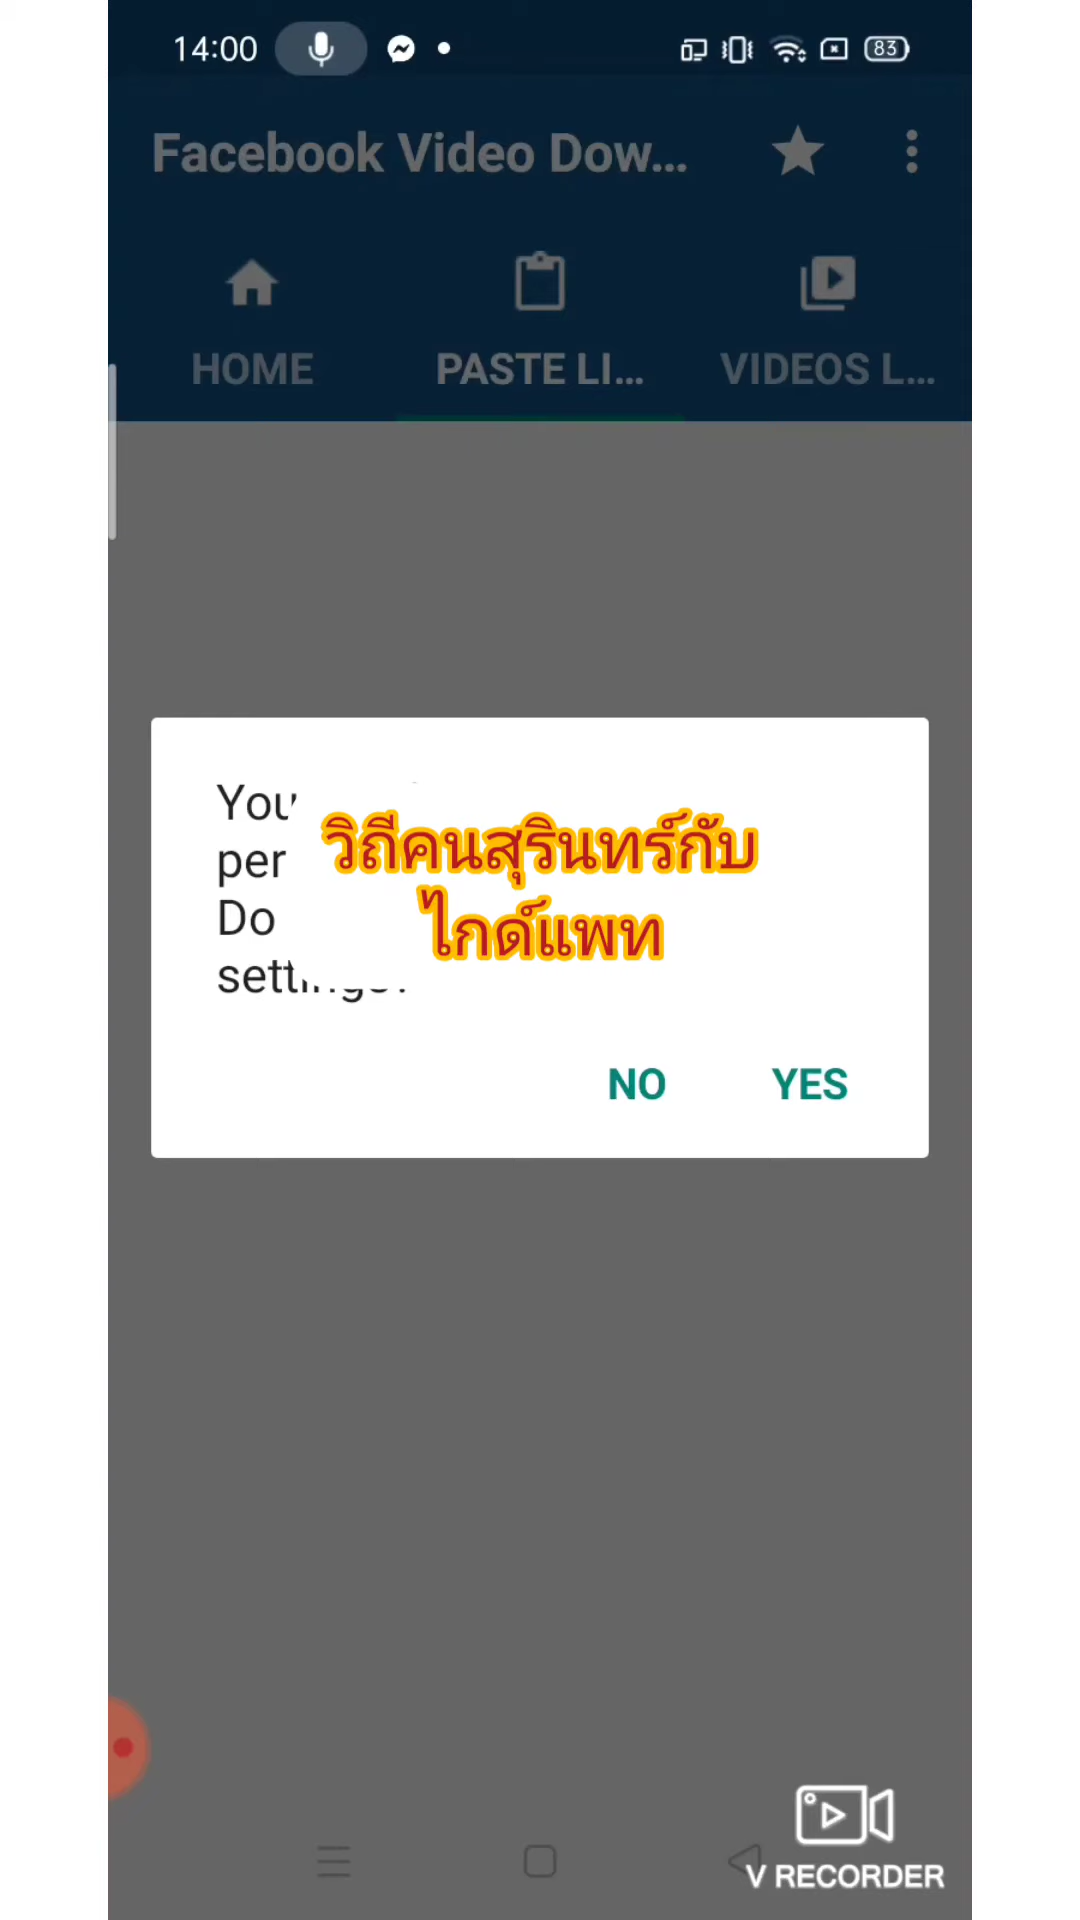 14:00
83
Facebook Video Dow...
HOME
PASTE LI...
VIDEOS L...
You
per
Do
วิถีคนสุรินทร์กับ
ไกด์แพท
NO
YES
V RECORDER